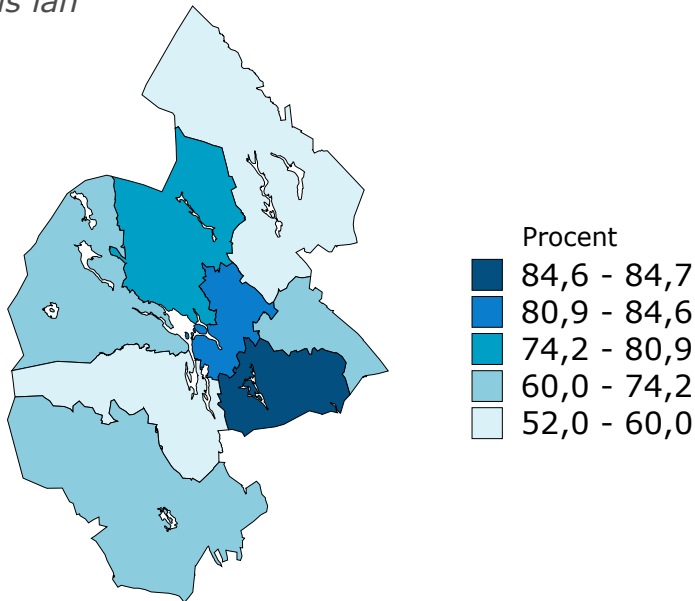 län
Procent
84,6 - 84,7
80,9 - 84,6
74,2 - 80,9
60,0 - 74,2
52,0 - 60,0